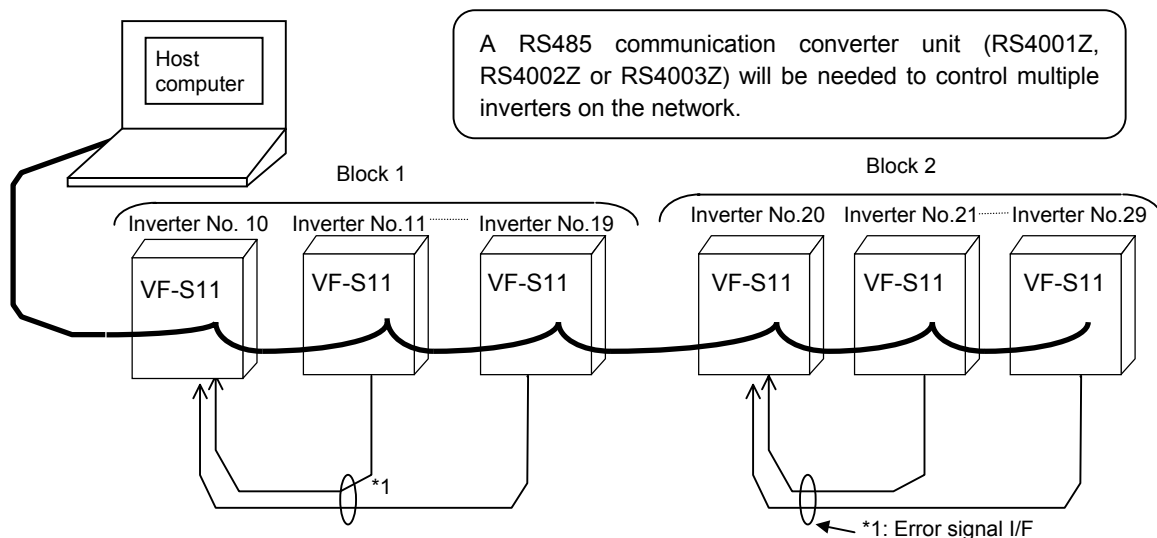 Host
computer
A RS485 communication converter unit (RS4001Z,
RS4002Z or RS4003Z) will be needed to control multiple
inverters on the network.
Block 1
Block 2
Inverter No. 10
Inverter No.11
Inverter No.19
Inverter No.20
Inverter No.21
Inverter No.29
VF-S11
VF-S11
VF-S11
VF-S11
VF-S11
VF-S11
*1
*1: Error signal I/F